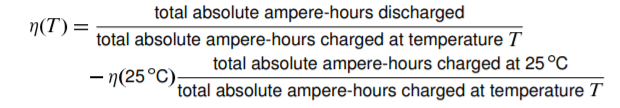 η(T) = total absolute ampere-hours discharged / total absolute ampere-hours charged at temperature T
− η(25 °C) total absolute ampere-hours charged at 25 °C / total absolute ampere-hours charged at temperature T